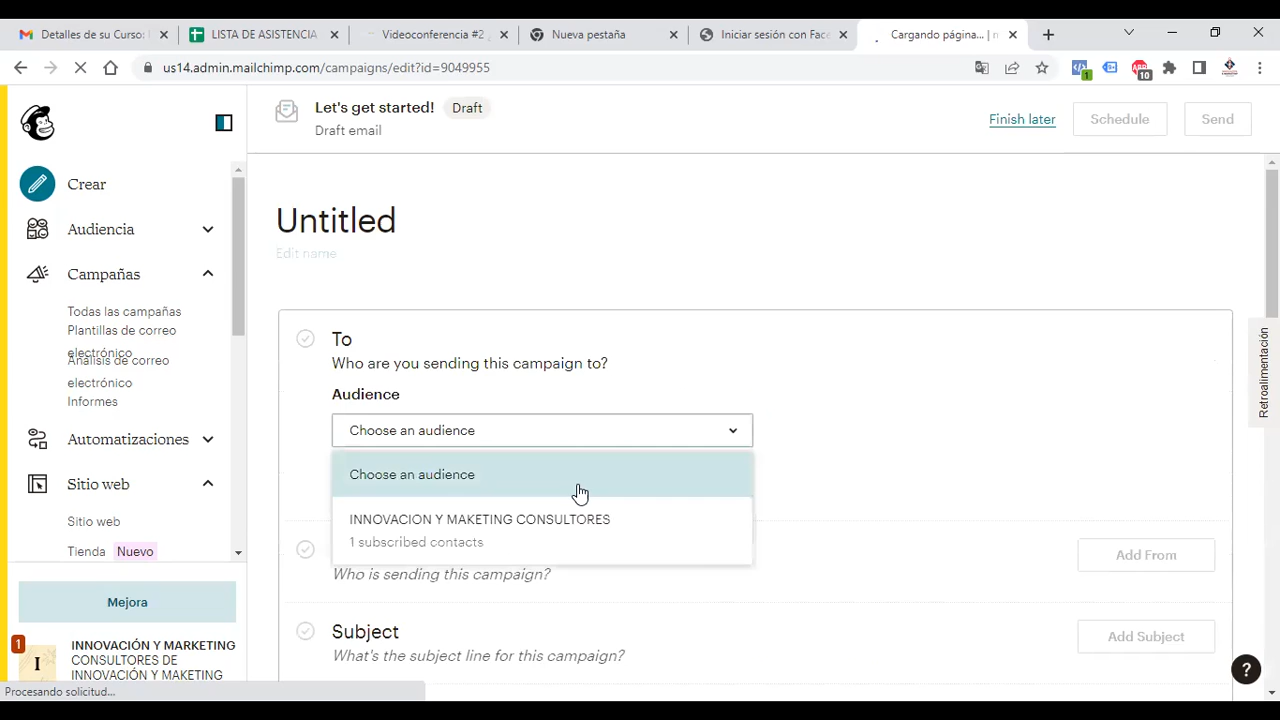 Detalles de su Curso:
LISTA DE ASISTENCIA
Videoconferencia #2
Nueva pestaña
Iniciar sesión con Face
Cargando página... | m
us14.admin.mailchimp.com/campaigns/edit?id=9049955
1
10
Let's get started!
Draft
Draft email
Finish later
Schedule
Send
Crear
Audiencia
Campañas
Todas las campañas
Plantillas de correo
electrónico
Análisis de correo
electrónico
Informes
Automatizaciones
Sitio web
Sitio web
Tienda
Nuevo
Mejora
1
I
INNOVACIÓN Y MARKETING
CONSULTORES DE
INNOVACIÓN Y MAKETING
Procesando solicitud...
Untitled
Edit name
To
Who are you sending this campaign to?
Audience
Choose an audience
Choose an audience
INNOVACION Y MAKETING CONSULTORES
1 subscribed contacts
Who is sending this campaign?
Add From
Subject
What's the subject line for this campaign?
Add Subject
Retroalimentación
?